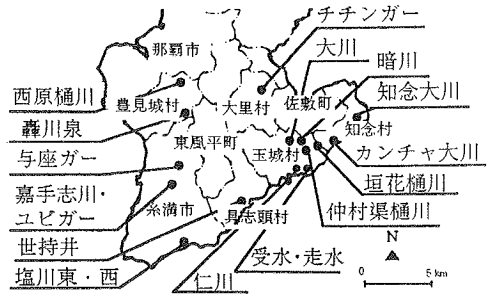 チチンガー
大川
那覇市
暗川
西原樋川
豊見城村
大里村
佐敷町
知念大川
轟川泉
東風平町
知念村
与座ガー
玉城村
カンチャ大川
嘉手志川・
ユビガー
垣花樋川
糸満市
具志頭村
仲村渠樋川
世持井
受水・走水
塩川東・西
仁川
N
0 5 km